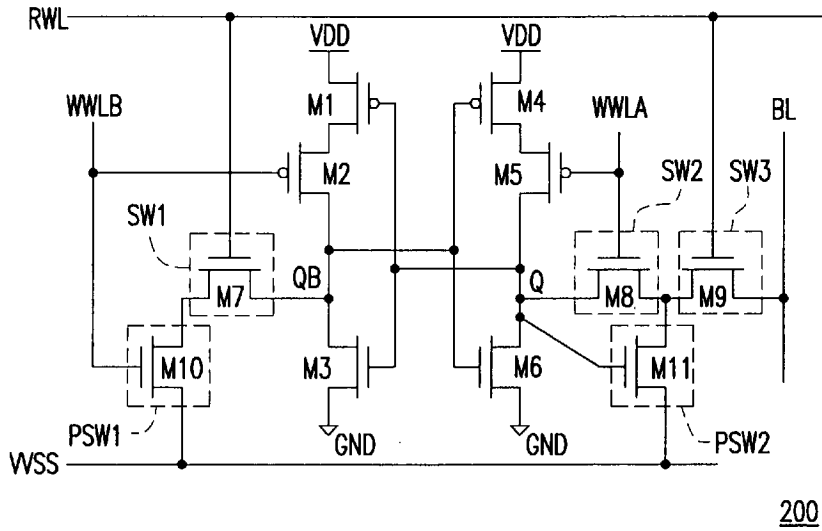 RWL
VDD VDD
WWLB M1 M4 WWLA BL
M2 M5 SW2 SW3
SW1
QB Q
M7 M8 M9
M10 M3 M6 M11
PSW1 GND GND PSW2
VVSS
200